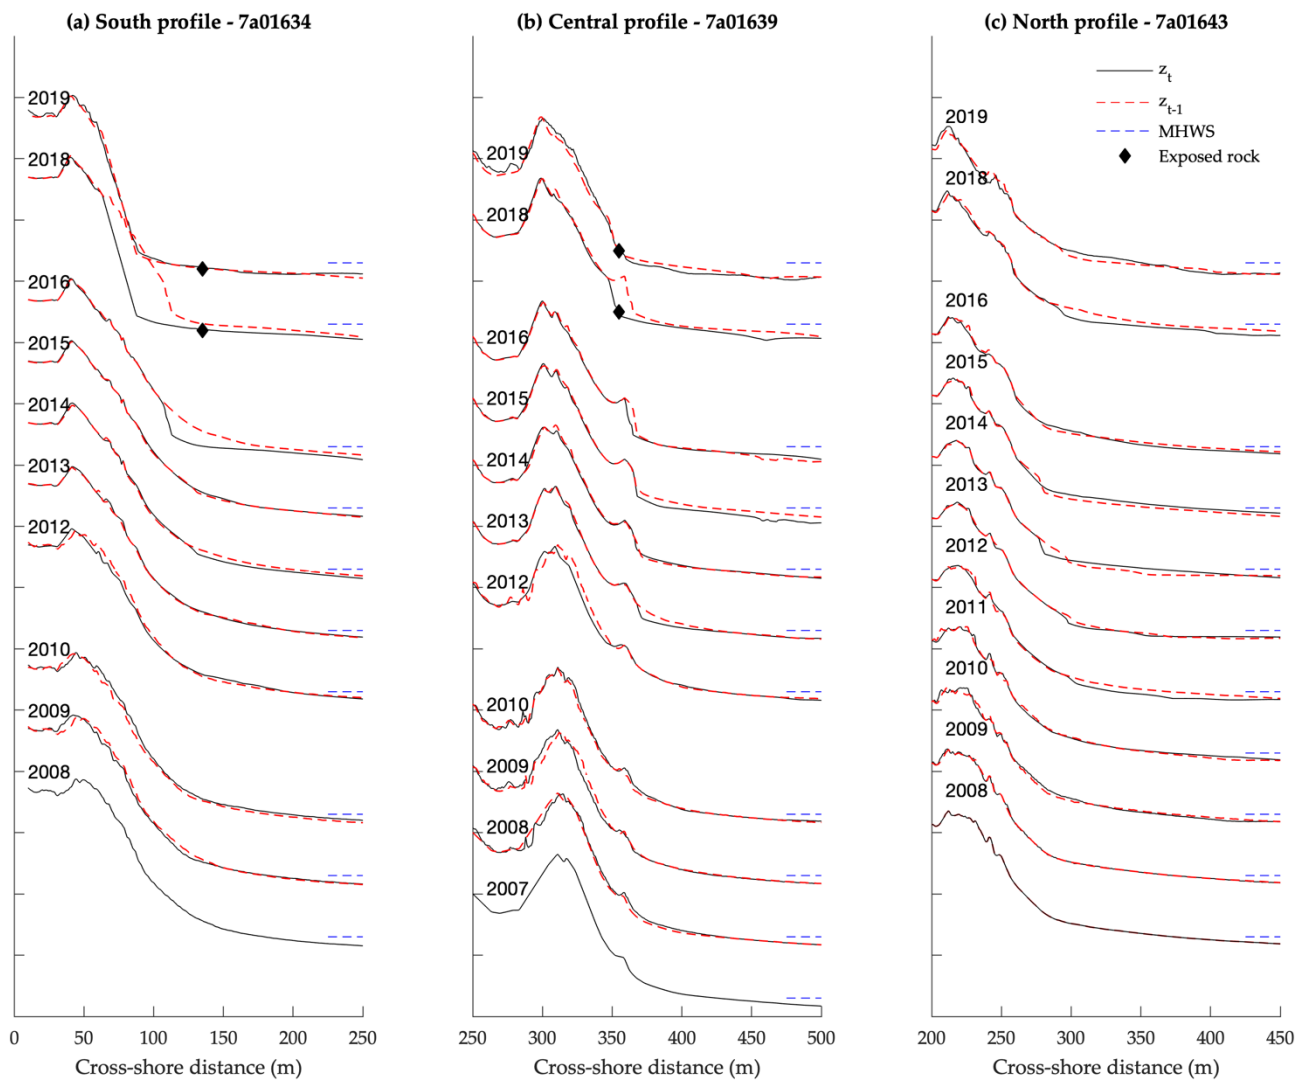 (a) South profile - 7a01634
2019
2018
2016
2015
2014
2013
2012
2010
2009
2008
0 50 100 150 200 250
Cross-shore distance (m)
(b) Central profile - 7a01639
2019
2018
2016
2015
2014
2013
2012
2010
2009
2008
2007
250 300 350 400 450 500
Cross-shore distance (m)
(c) North profile - 7a01643
z_t
z_t-1
MHWS
Exposed rock
2019
2018
2016
2015
2014
2013
2012
2011
2010
2009
2008
200 250 300 350 400 450
Cross-shore distance (m)